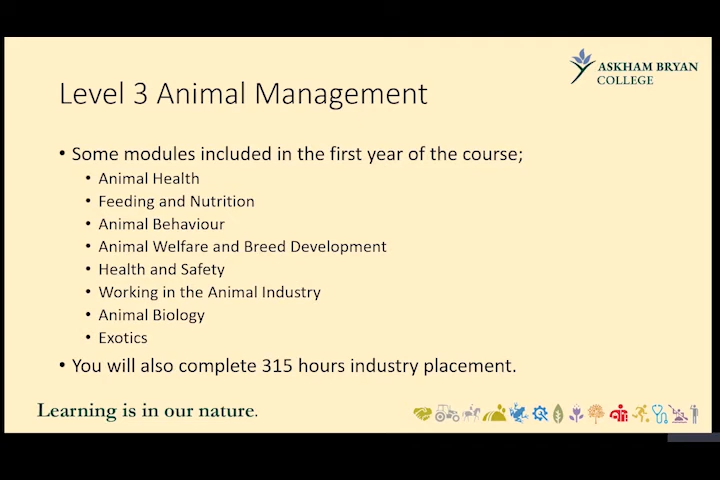 ASKHAM BRYAN
COLLEGE
Level 3 Animal Management
• Some modules included in the first year of the course;
• Animal Health
• Feeding and Nutrition
• Animal Behaviour
• Animal Welfare and Breed Development
• Health and Safety
• Working in the Animal Industry
• Animal Biology
• Exotics
• You will also complete 315 hours industry placement.
Learning is in our nature.